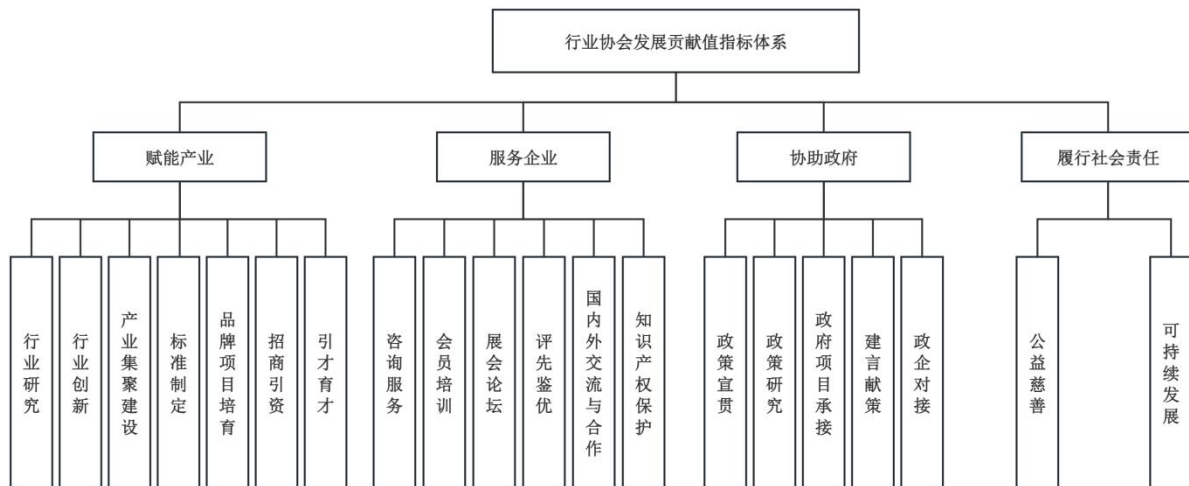 行业协会发展贡献值指标体系
赋能产业
服务企业
协助政府
履行社会责任
行业研究
行业创新
产业集聚建设
标准制定
品牌项目培育
招商引资
引才育才
咨询服务
会员培训
展会论坛
评先鉴优
国内外交流与合作
知识产权保护
政策宣贯
政策研究
政府项目承接
建言献策
政企对接
公益慈善
可持续发展